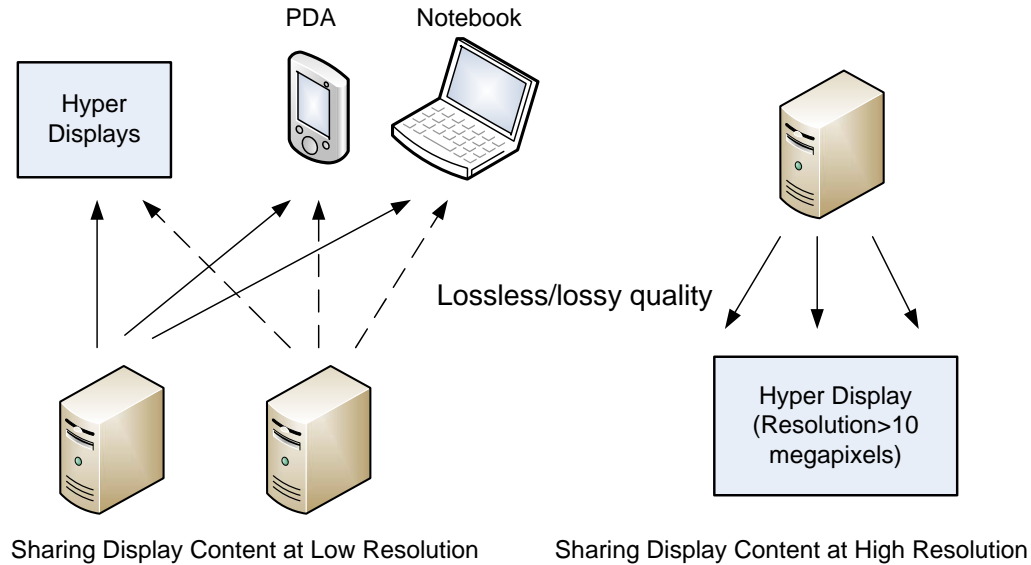 PDA
Notebook
Hyper
Displays
Lossless/lossy quality
Hyper Display
(Resolution>10
megapixels)
Sharing Display Content at Low Resolution
Sharing Display Content at High Resolution